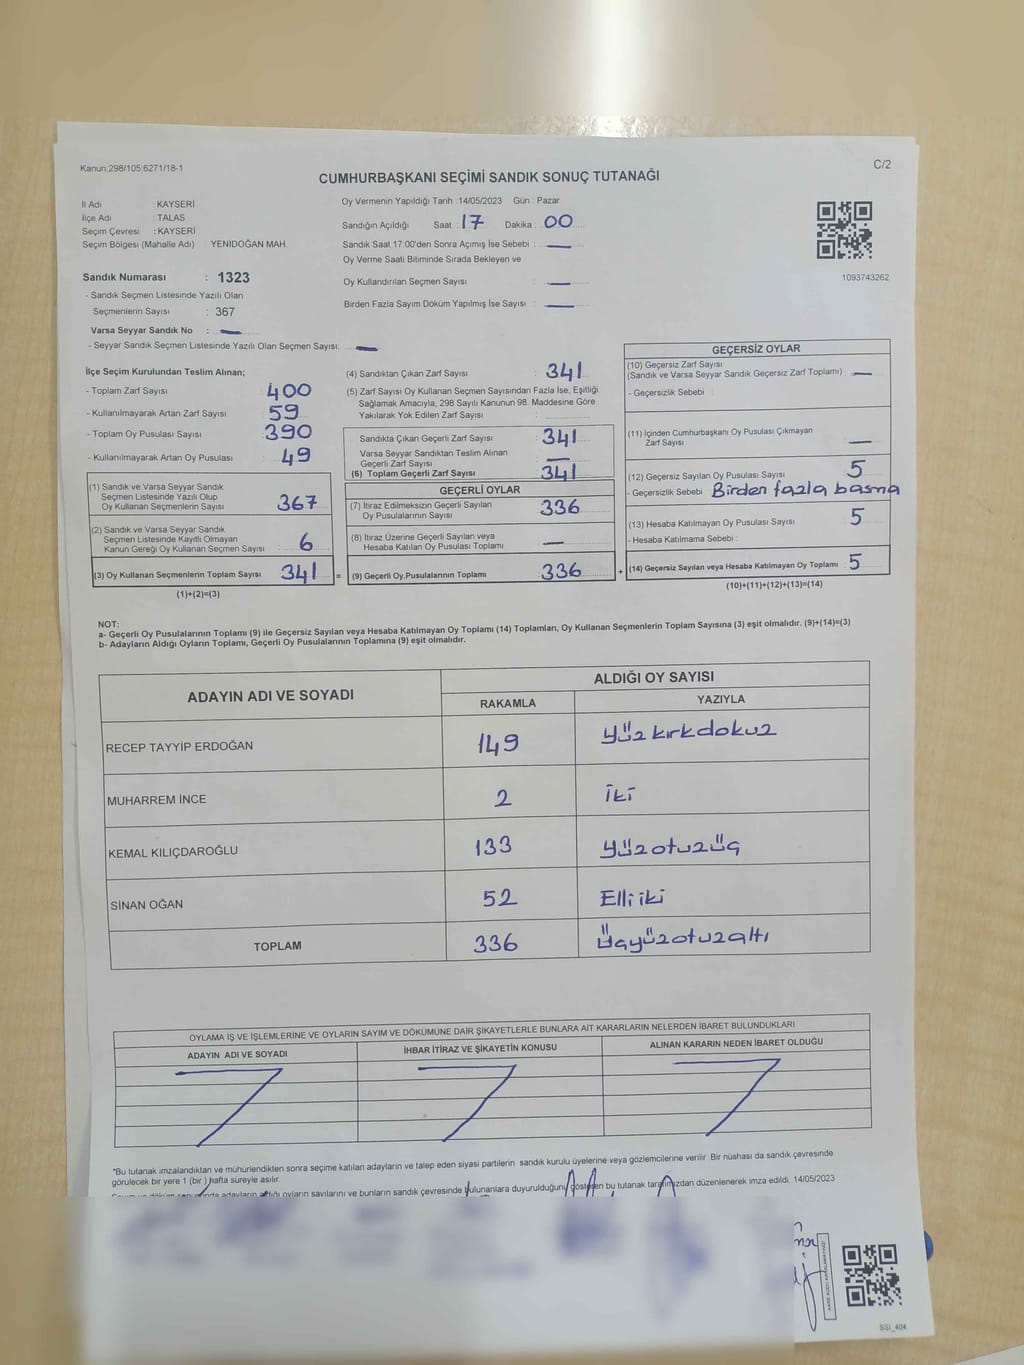 Kanun;298/105;6271/18-1
C/2
CUMHURBAŞKANI SEÇİMİ SANDIK SONUÇ TUTANAĞI
İl Adı KAYSERİ
İlçe Adı TALAS
Seçim Çevresi : KAYSERİ
Seçim Bölgesi (Mahalle Adı) : YENİDOĞAN MAH.
Oy Vermenin Yapıldığı Tarih :14/05/2023 Gün : Pazar
Sandığın Açıldığı Saat : 17 Dakika : 00
Sandık Saat 17:00'den Sonra Açımış İse Sebebi : —
Oy Verme Saati Bitiminde Sırada Bekleyen ve
Oy Kullandırılan Seçmen Sayısı : —
Birden Fazla Sayım Döküm Yapılmış İse Sayısı : —
1093743262
Sandık Numarası : 1323
- Sandık Seçmen Listesinde Yazılı Olan
Seçmenlerin Sayısı : 367
Varsa Seyyar Sandık No : —
- Seyyar Sandık Seçmen Listesinde Yazılı Olan Seçmen Sayısı: —
İlçe Seçim Kurulundan Teslim Alınan;
- Toplam Zarf Sayısı 400
- Kullanılmayarak Artan Zarf Sayısı 59
- Toplam Oy Pusulası Sayısı 390
- Kullanılmayarak Artan Oy Pusulası 49
(1) Sandık ve Varsa Seyyar Sandık
Seçmen Listesinde Yazılı Olup
Oy Kullanan Seçmenlerin Sayısı : 367
(2) Sandık ve Varsa Seyyar Sandık
Seçmen Listesinde Kayıtlı Olmayan
Kanun Gereği Oy Kullanan Seçmen Sayısı : 6
(3) Oy Kullanan Seçmenlerin Toplam Sayısı : 341 =
(1)+(2)=(3)
(4) Sandıktan Çıkan Zarf Sayısı : 341
(5) Zarf Sayısı Oy Kullanan Seçmen Sayısından Fazla İse, Eşitliği
Sağlamak Amacıyla, 298 Sayılı Kanunun 98. Maddesine Göre
Yakılarak Yok Edilen Zarf Sayısı :
Sandıkta Çıkan Geçerli Zarf Sayısı : 341
Varsa Seyyar Sandıktan Teslim Alınan
Geçerli Zarf Sayısı : —
(6) Toplam Geçerli Zarf Sayısı : 341
GEÇERLİ OYLAR
(7) İtiraz Edilmeksizin Geçerli Sayılan
Oy Pusulalarının Sayısı : 336
(8) İtiraz Üzerine Geçerli Sayılan veya
Hesaba Katılan Oy Pusulası Toplamı : —
(9) Geçerli Oy Pusulalarının Toplamı : 336 +
GEÇERSİZ OYLAR
(10) Geçersiz Zarf Sayısı
(Sandık ve Varsa Seyyar Sandık Geçersiz Zarf Toplamı) : —
- Geçersizlik Sebebi :
(11) İçinden Cumhurbaşkanı Oy Pusulası Çıkmayan
Zarf Sayısı : —
(12) Geçersiz Sayılan Oy Pusulası Sayısı : 5
- Geçersizlik Sebebi : Birden fazla basma
(13) Hesaba Katılmayan Oy Pusulası Sayısı : 5
- Hesaba Katılmama Sebebi :
(14) Geçersiz Sayılan veya Hesaba Katılmayan Oy Toplamı : 5
(10)+(11)+(12)+(13)=(14)
NOT:
a- Geçerli Oy Pusulalarının Toplamı (9) ile Geçersiz Sayılan veya Hesaba Katılmayan Oy Toplamı (14) Toplamları, Oy Kullanan Seçmenlerin Toplam Sayısına (3) eşit olmalıdır. (9)+(14)=(3)
b- Adayların Aldığı Oyların Toplamı, Geçerli Oy Pusulalarının Toplamına (9) eşit olmalıdır.
ADAYIN ADI VE SOYADI ALDIĞI OY SAYISI
RAKAMLA YAZIYLA
RECEP TAYYİP ERDOĞAN 149 Yüz kırkdokuz
MUHARREM İNCE 2 İki
KEMAL KILIÇDAROĞLU 133 Yüzotuzüç
SİNAN OĞAN 52 Elli iki
TOPLAM 336 Üçyüzotuzaltı
OYLAMA İŞ VE İŞLEMLERİNE VE OYLARIN SAYIM VE DÖKÜMÜNE DAİR ŞİKAYETLERLE BUNLARA AİT KARARLARIN NELERDEN İBARET BULUNDUKLARI
ADAYIN ADI VE SOYADI İHBAR İTİRAZ VE ŞİKAYETİN KONUSU ALINAN KARARIN NEDEN İBARET OLDUĞU
*Bu tutanak imzalandıktan ve mühürlendikten sonra seçime katılan adayların ve talep eden siyasi partilerin sandık kurulu üyelerine veya gözlemcilerine verilir. Bir nüshası da sandık çevresinde
görülecek bir yere 1 (bir ) hafta süreyle asılır.
adayların aldığı oyların sayılarını ve bunların sandık çevresinde bulunanlara duyurulduğunu gösteren bu tutanak tarafımızdan düzenlenerek imza edildi. 14/05/2023
SSİ_404